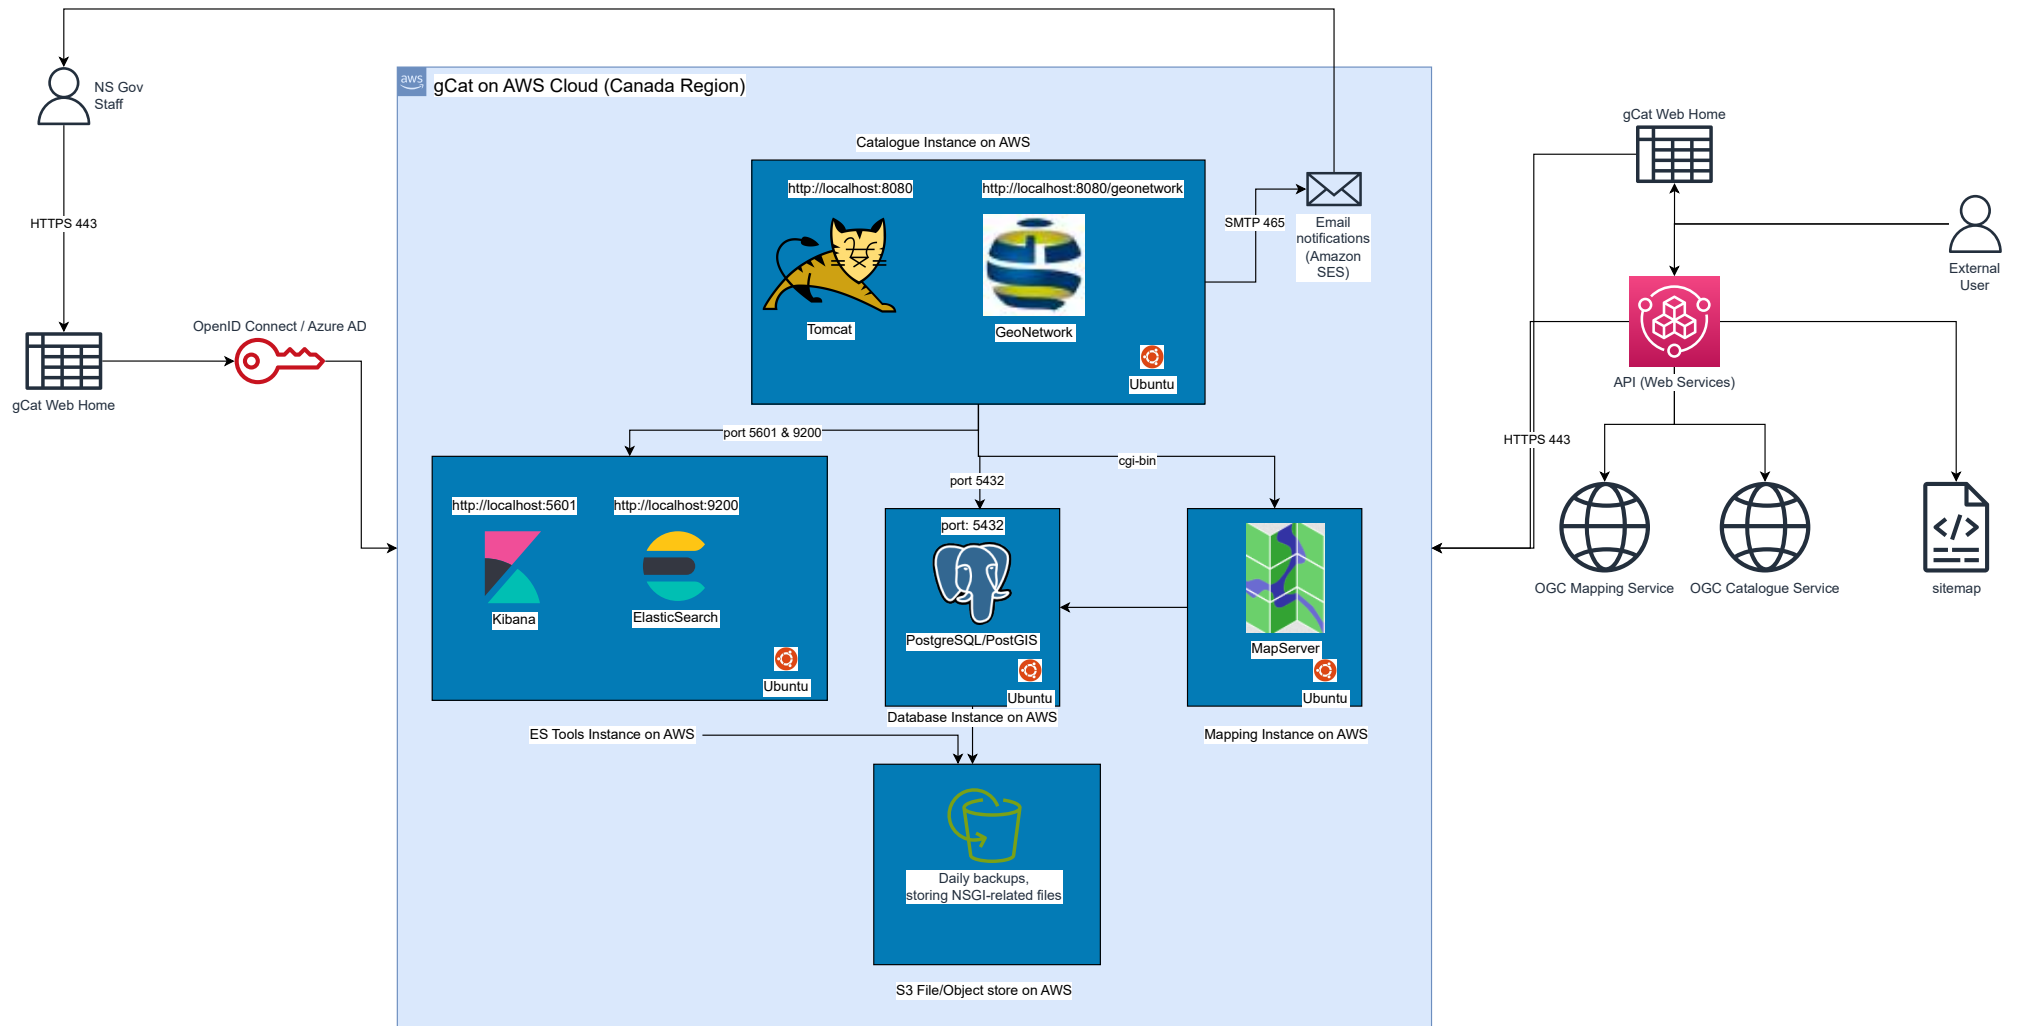 NS Gov
Staff
aws
gCat on AWS Cloud (Canada Region)
gCat Web Home
Catalogue Instance on AWS
http://localhost:8080
http://localhost:8080/geonetwork
HTTPS 443
SMTP 465
Email
notifications
(Amazon
SES)
External
User
OpenID Connect / Azure AD
Tomcat
GeoNetwork
Ubuntu
gCat Web Home
API (Web Services)
port 5601 & 9200
cgi-bin
port 5432
HTTPS 443
http://localhost:5601
http://localhost:9200
port: 5432
Kibana
ElasticSearch
PostgreSQL/PostGIS
MapServer
OGC Mapping Service
OGC Catalogue Service
sitemap
Ubuntu
Ubuntu
Ubuntu
Database Instance on AWS
ES Tools Instance on AWS
Mapping Instance on AWS
Daily backups,
storing NSGI-related files
S3 File/Object store on AWS